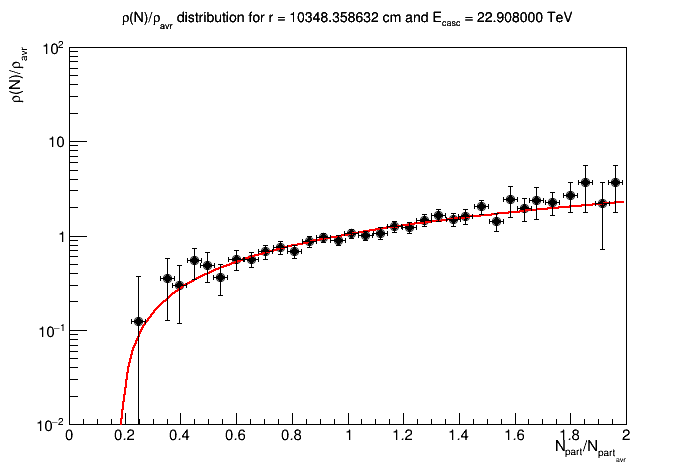 ρ(N)/ρavr distribution for r = 10348.358632 cm and Ecasc = 22.908000 TeV
ρ(N)/ρavr
10²
10
1
10⁻¹
10⁻²
0 0.2 0.4 0.6 0.8 1 1.2 1.4 1.6 1.8 2
Npart/Npartavr